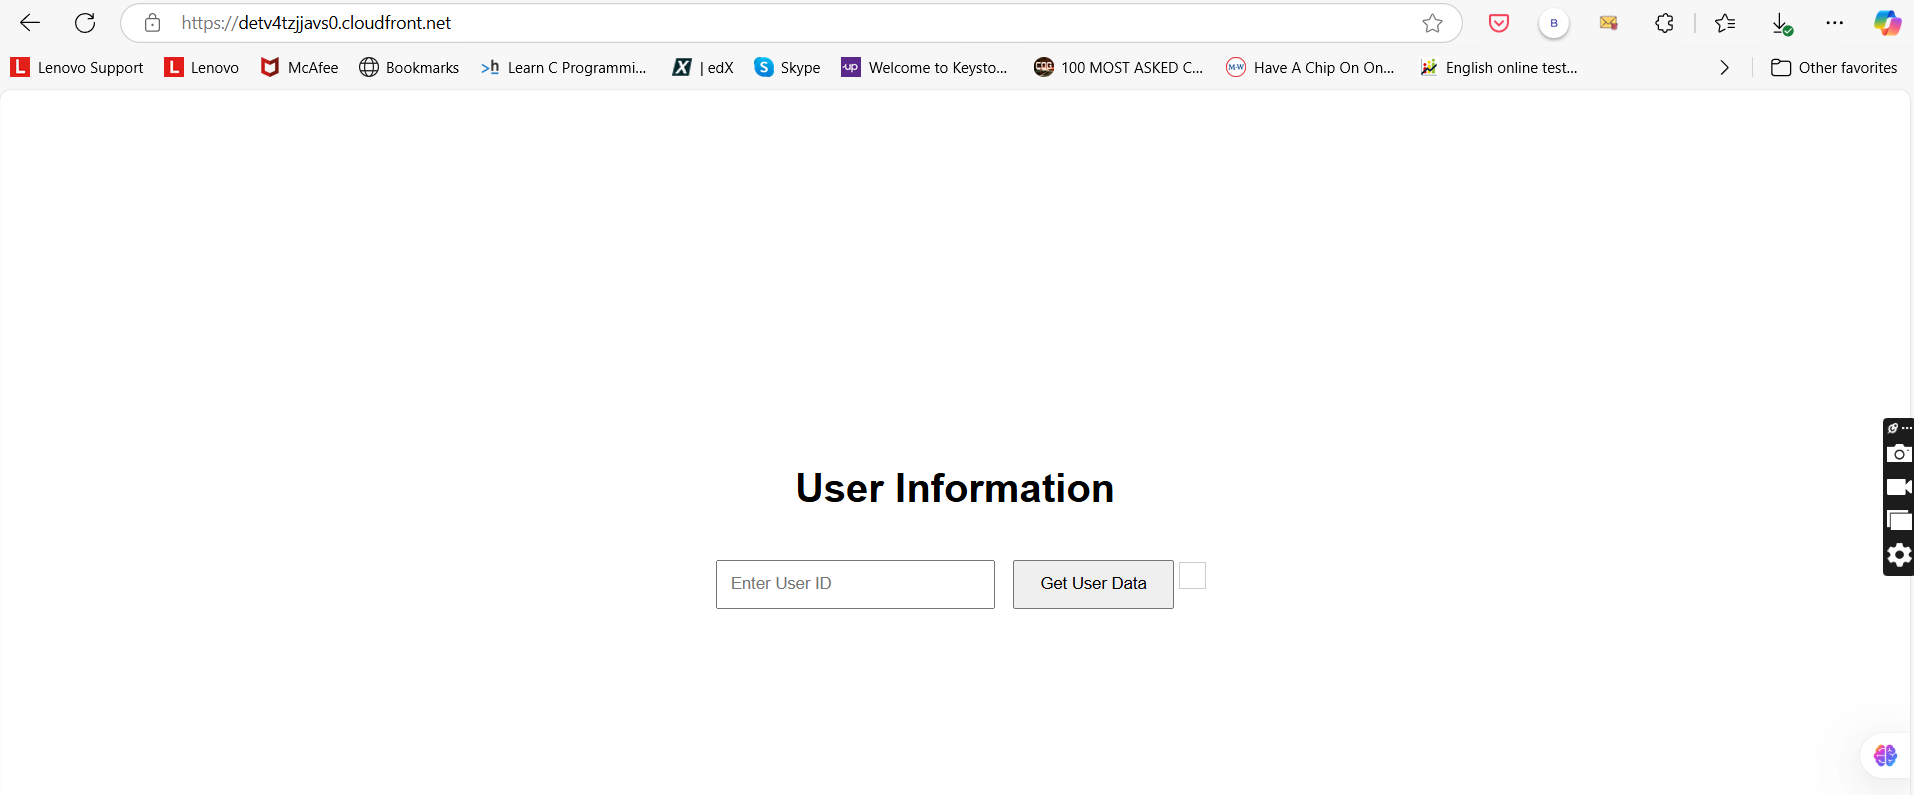 https://detv4tzjjavs0.cloudfront.net
B
Lenovo Support Lenovo McAfee Bookmarks >h Learn C Programmi... X | edX Skype up Welcome to Keysto... 100 MOST ASKED C... M-W Have A Chip On On... English online test... Other favorites
User Information
Enter User ID Get User Data